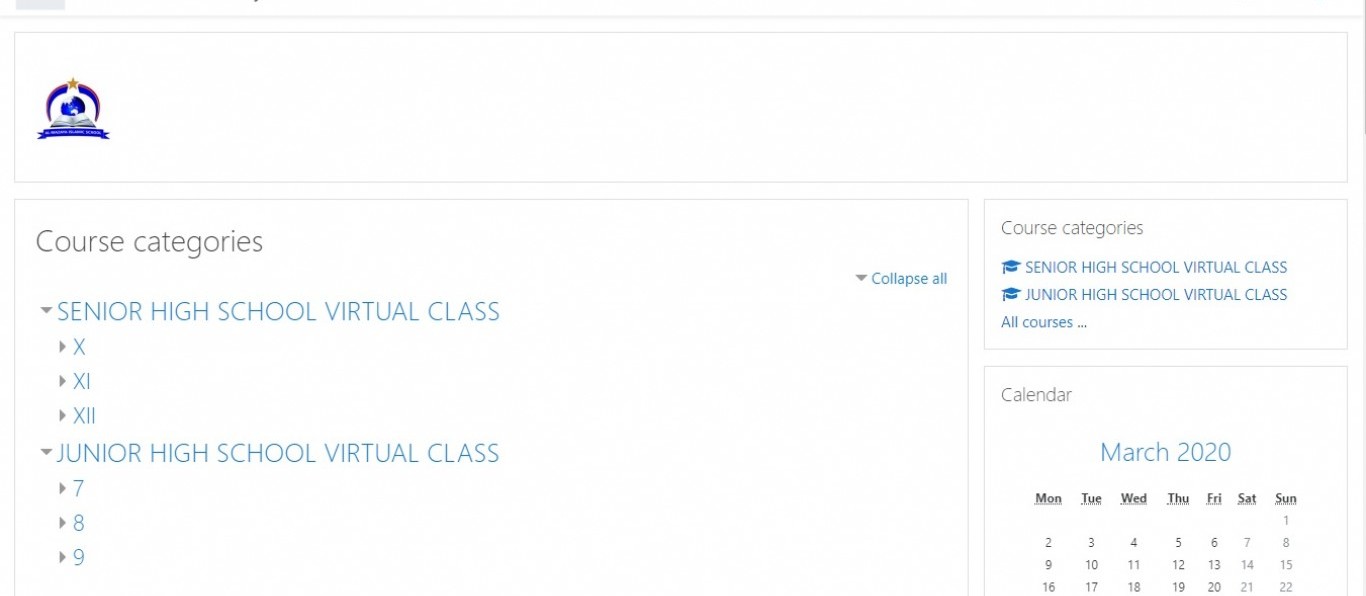 Course categories
Collapse all
SENIOR HIGH SCHOOL VIRTUAL CLASS
X
XI
XII
JUNIOR HIGH SCHOOL VIRTUAL CLASS
7
8
9
Course categories
SENIOR HIGH SCHOOL VIRTUAL CLASS
JUNIOR HIGH SCHOOL VIRTUAL CLASS
All courses ...
Calendar
March 2020
Mon Tue Wed Thu Fri Sat Sun
1
2 3 4 5 6 7 8
9 10 11 12 13 14 15
16 17 18 19 20 21 22